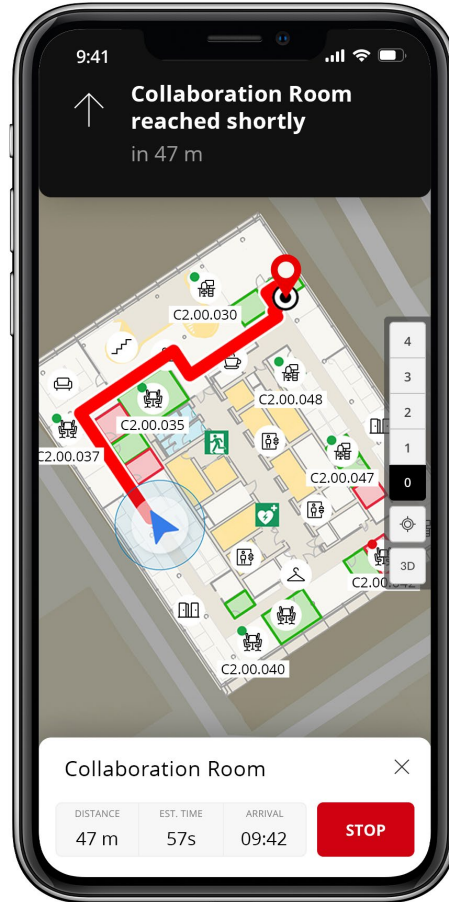 9:41
Collaboration Room
reached shortly
in 47 m
C2.00.030
C2.00.035
C2.00.048
C2.00.037
C2.00.047
C2.00.040
4
3
2
1
0
3D
Collaboration Room
DISTANCE
47 m
EST. TIME
57s
ARRIVAL
09:42
STOP